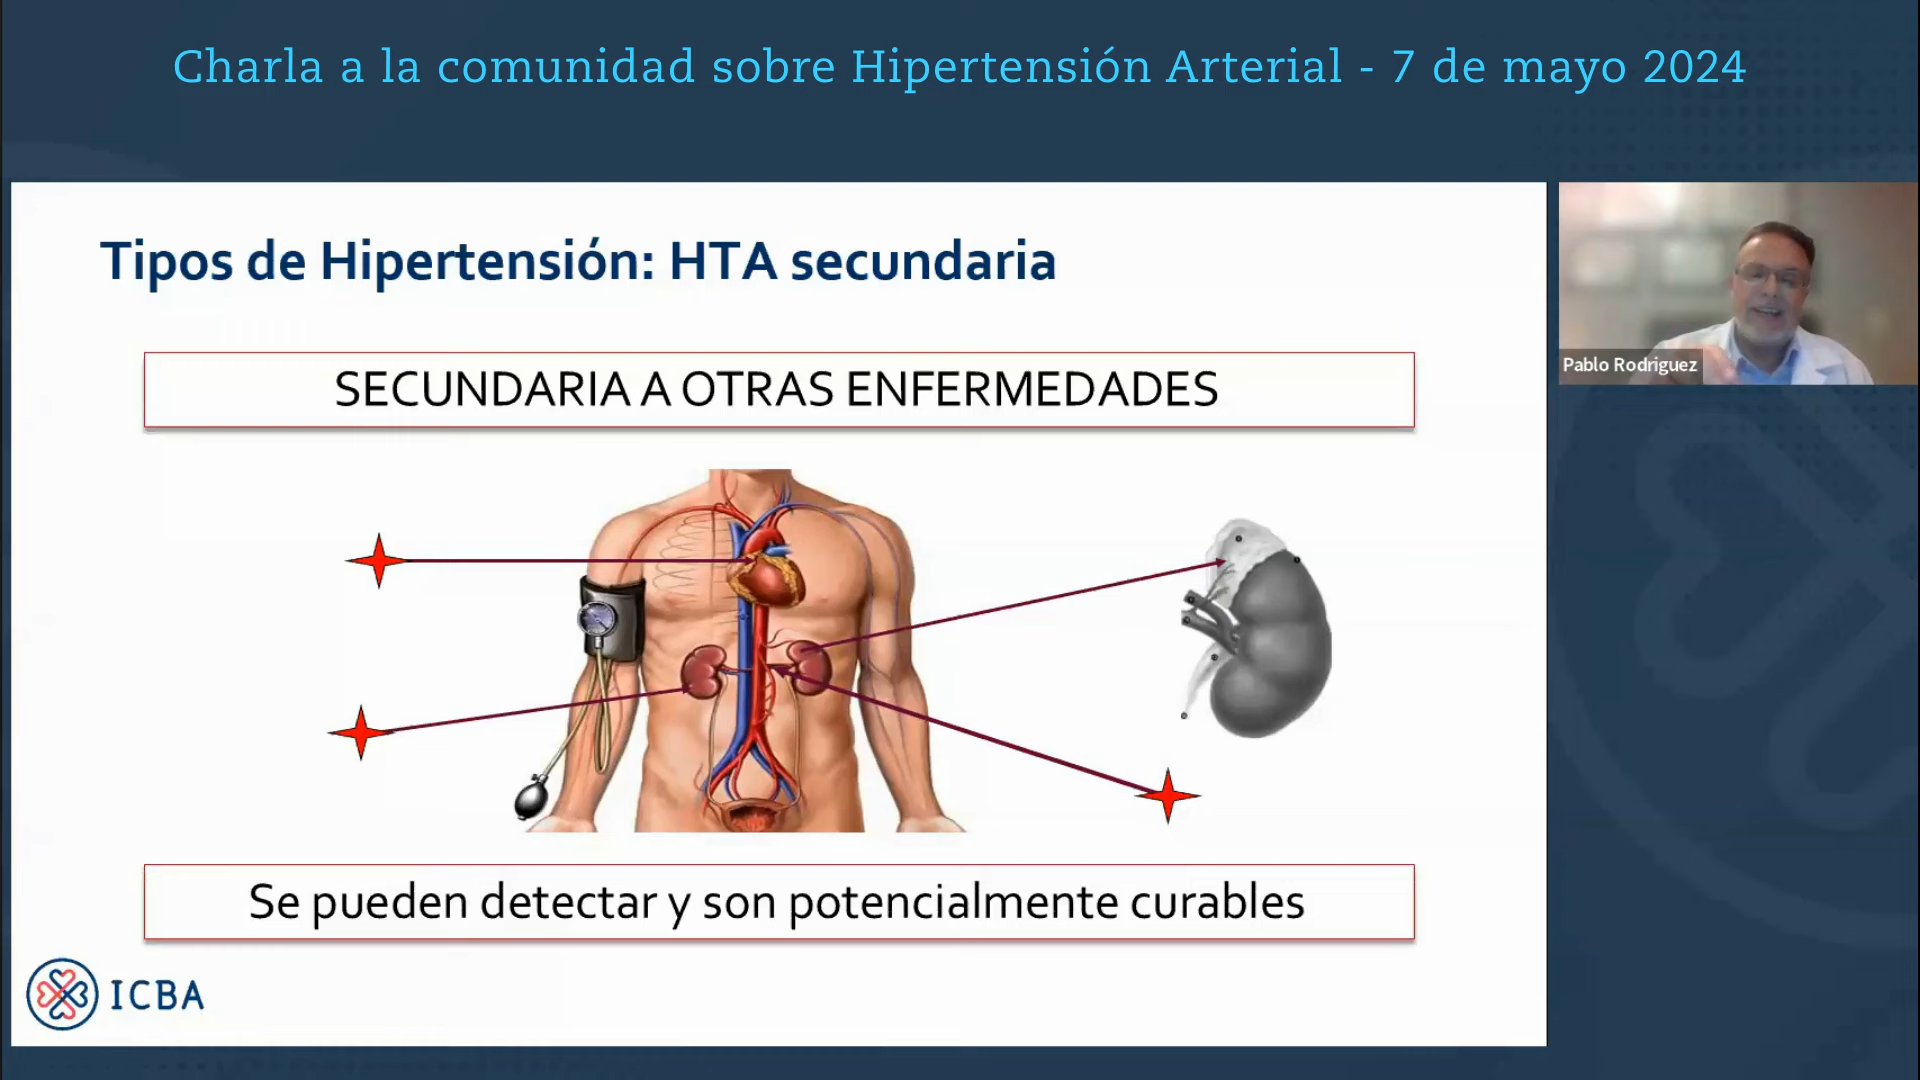 Charla a la comunidad sobre Hipertensión Arterial - 7 de mayo 2024
Tipos de Hipertensión: HTA secundaria
SECUNDARIA A OTRAS ENFERMEDADES
Pablo Rodriguez
Se pueden detectar y son potencialmente curables
ICBA